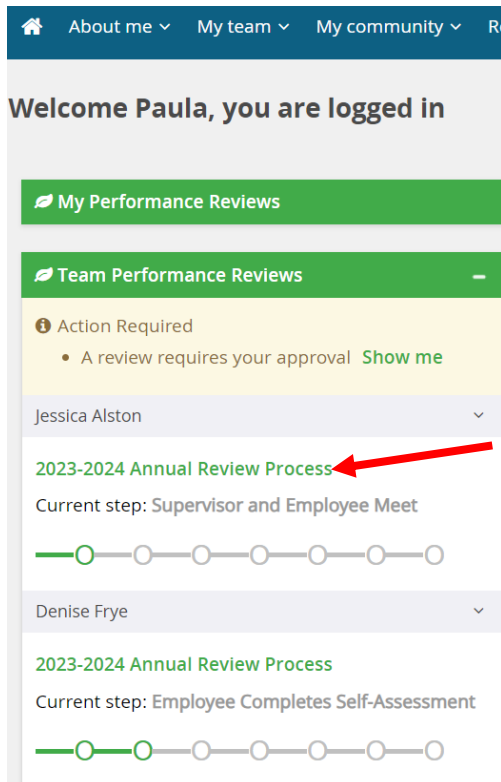 About me My team My community
Welcome Paula, you are logged in
My Performance Reviews
Team Performance Reviews
Action Required
• A review requires your approval Show me
Jessica Alston
2023-2024 Annual Review Process
Current step: Supervisor and Employee Meet
Denise Frye
2023-2024 Annual Review Process
Current step: Employee Completes Self-Assessment